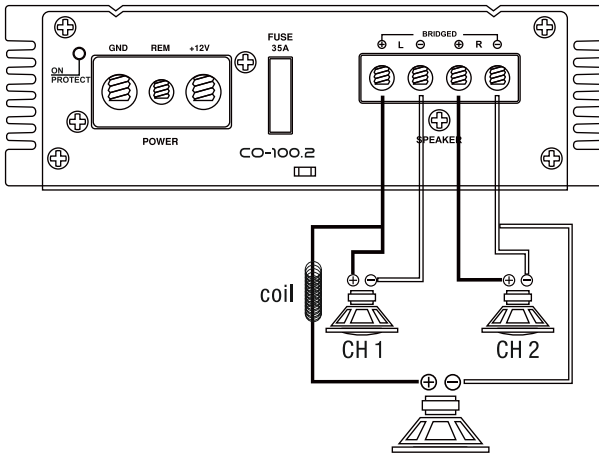 GND REM +12V
FUSE
35A
BRIDGED
⊕ L ⊖ ⊕ R ⊖
ON
PROTECT
POWER
SPEAKER
CO-100.2
coil
⊕ ⊖
⊕ ⊖
CH 1
CH 2
⊕ ⊖